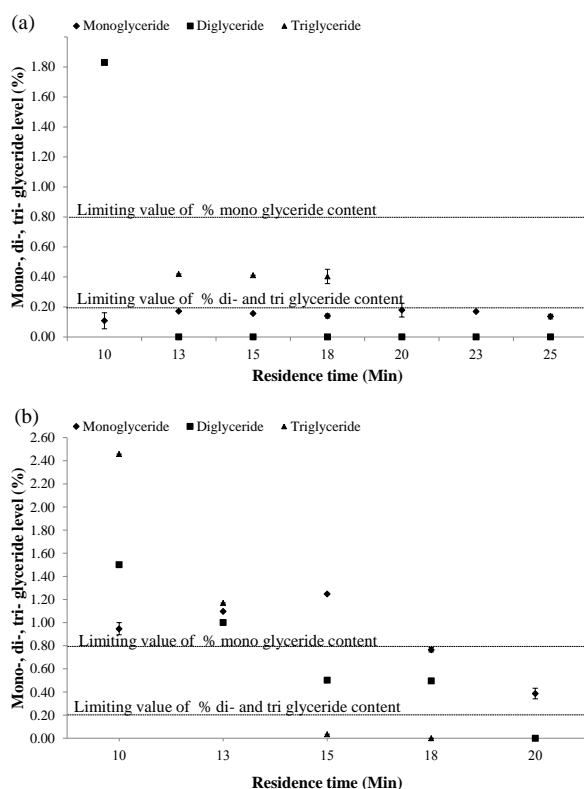 (a)
Monoglyceride Diglyceride Triglyceride
Mono-, di-, tri- glyceride level (%)
1.80
1.60
1.40
1.20
1.00
0.80
0.60
0.40
0.20
0.00
Limiting value of % mono glyceride content
Limiting value of % di- and tri glyceride content
10 13 15 18 20 23 25
Residence time (Min)
(b)
Monoglyceride Diglyceride Triglyceride
Mono-, di-, tri- glyceride level (%)
2.60
2.40
2.20
2.00
1.80
1.60
1.40
1.20
1.00
0.80
0.60
0.40
0.20
0.00
Limiting value of % mono glyceride content
Limiting value of % di- and tri glyceride content
10 13 15 18 20
Residence time (Min)